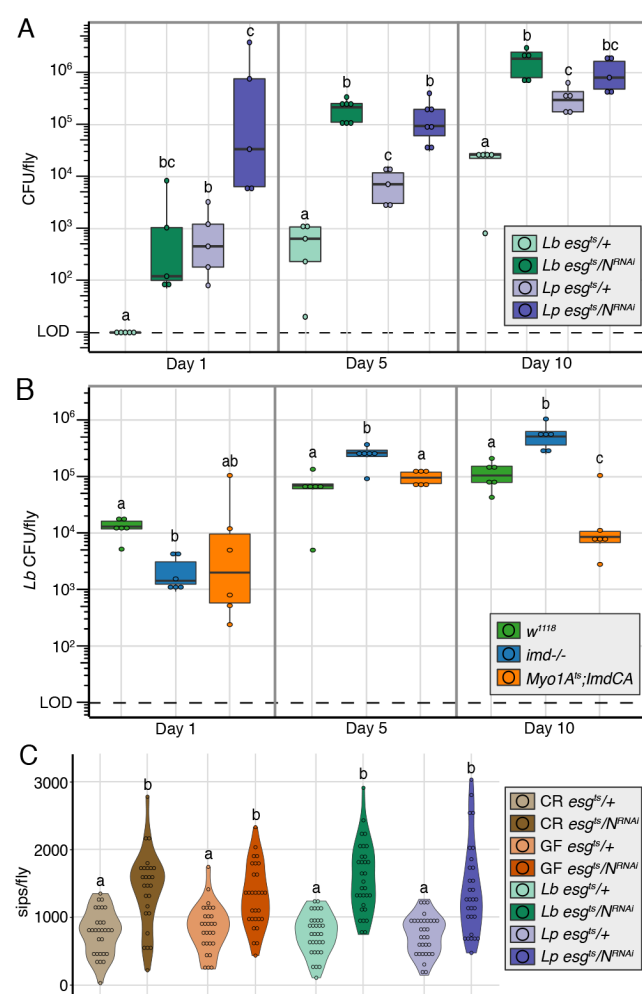 A
CFU/fly
10⁶
10⁵
10⁴
10³
10²
LOD
a
bc
b
c
a
b
c
b
a
b
c
bc
Lb esgᵗˢ/+
Lb esgᵗˢ/Nᴿᴺᴬⁱ
Lp esgᵗˢ/+
Lp esgᵗˢ/Nᴿᴺᴬⁱ
Day 1 Day 5 Day 10
B
Lb CFU/fly
10⁶
10⁵
10⁴
10³
10²
LOD
a
b
ab
a
b
a
a
b
c
w¹¹¹⁸
imd-/-
Myo1Aᵗˢ;ImdCA
Day 1 Day 5 Day 10
C
sips/fly
3000
2000
1000
0
a
b
a
b
a
b
a
b
CR esgᵗˢ/+
CR esgᵗˢ/Nᴿᴺᴬⁱ
GF esgᵗˢ/+
GF esgᵗˢ/Nᴿᴺᴬⁱ
Lb esgᵗˢ/+
Lb esgᵗˢ/Nᴿᴺᴬⁱ
Lp esgᵗˢ/+
Lp esgᵗˢ/Nᴿᴺᴬⁱ